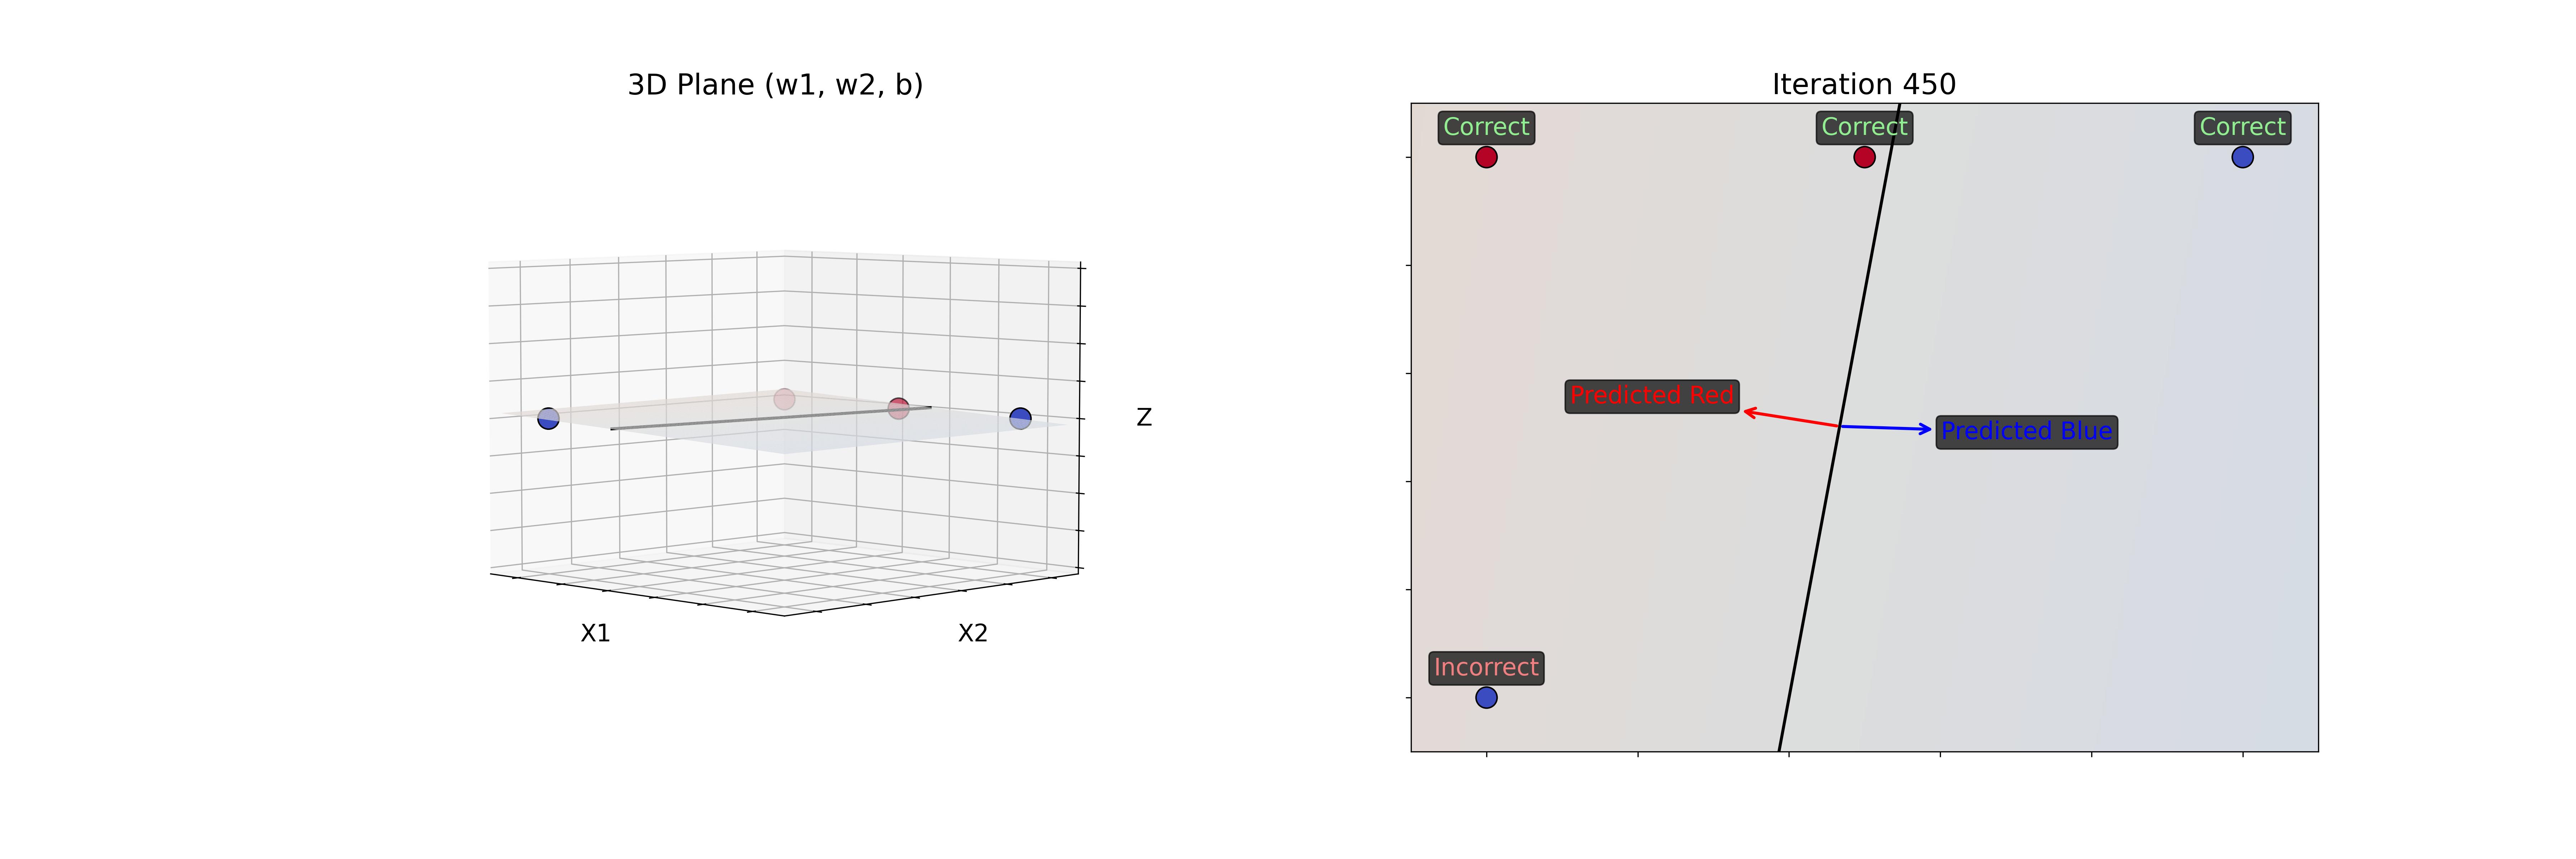 3D Plane (w1, w2, b)
Z
X1
X2
Iteration 450
Correct
Correct
Correct
Predicted Red
Predicted Blue
Incorrect